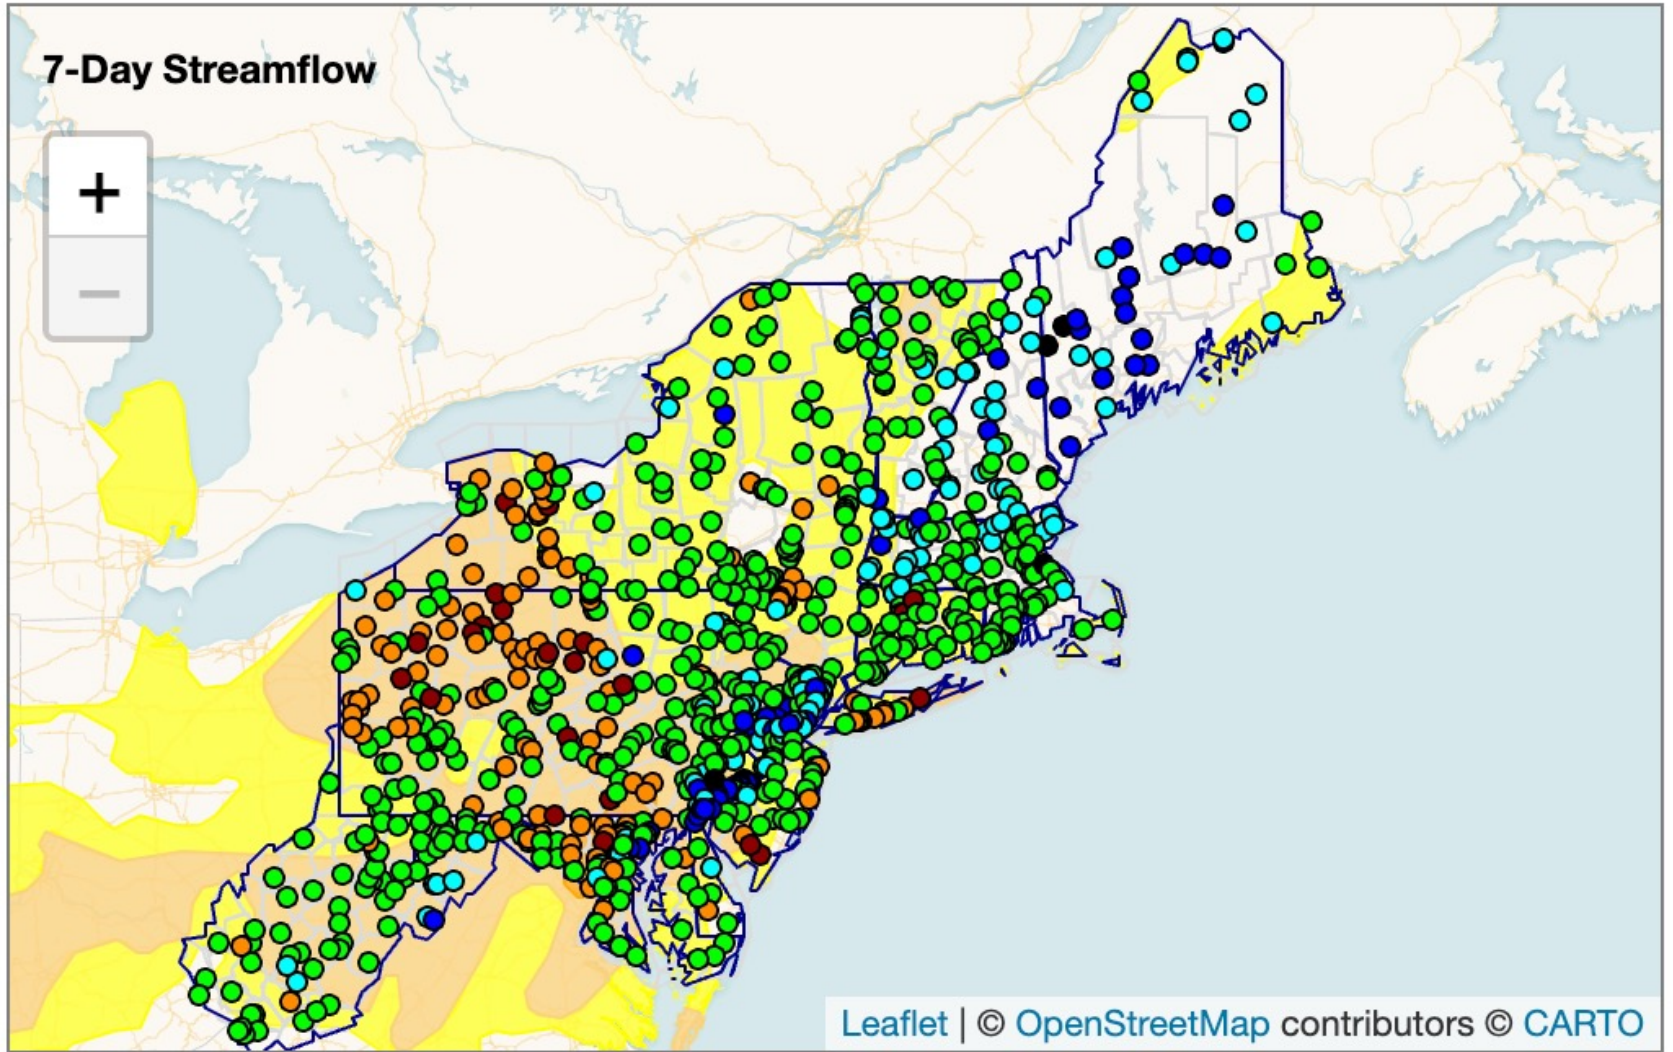 7-Day Streamflow
+
−
Leaflet | © OpenStreetMap contributors © CARTO